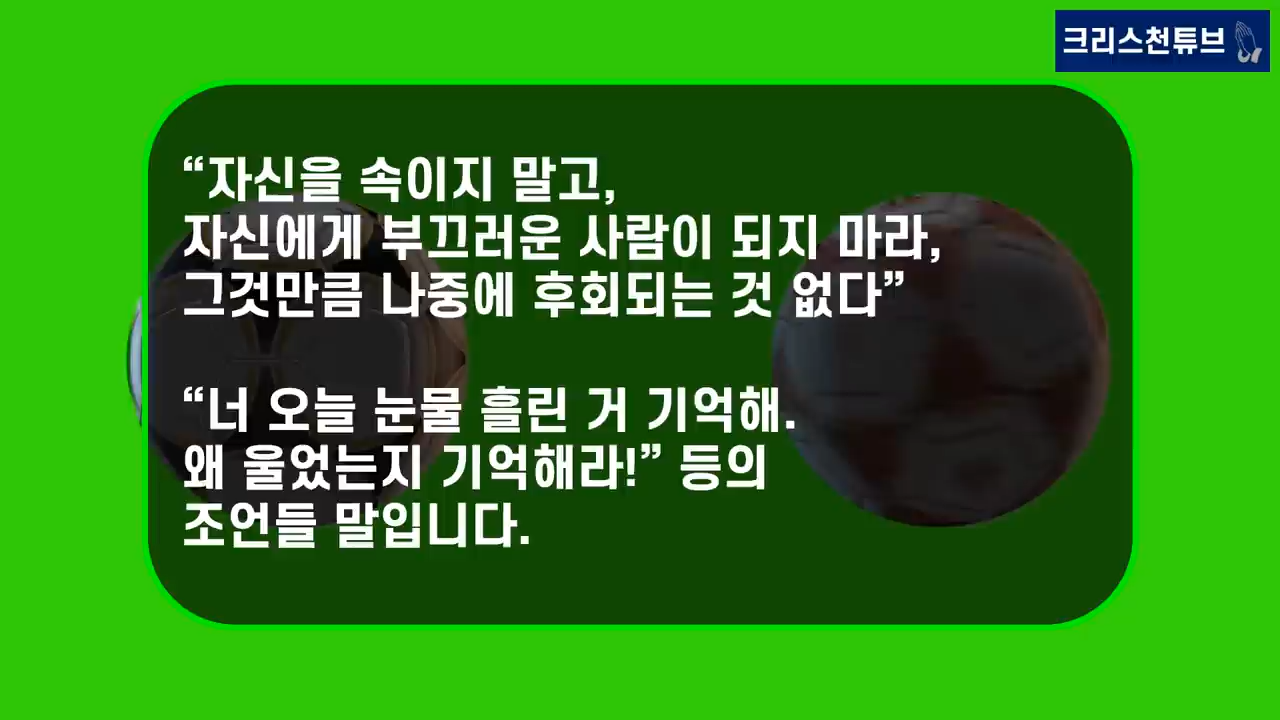 크리스천튜브
“자신을 속이지 말고,
자신에게 부끄러운 사람이 되지 마라,
그것만큼 나중에 후회되는 것 없다”
“너 오늘 눈물 흘린 거 기억해.
왜 울었는지 기억해라!” 등의
조언들 말입니다.